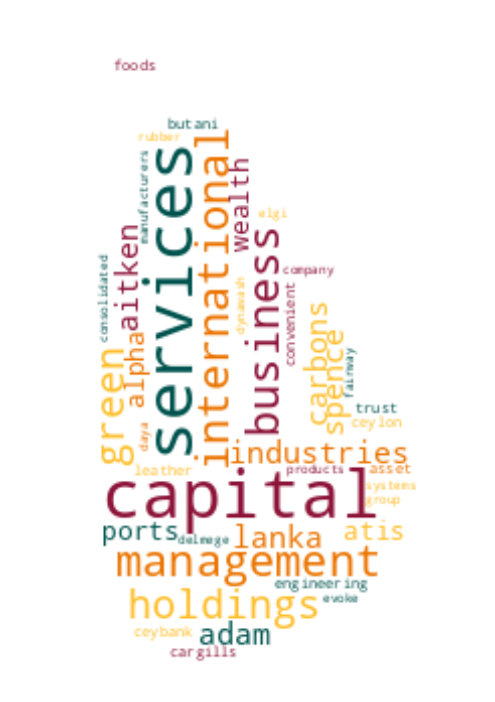 foods
butani
rubber
manufacturers
services
international
wealth
elgi
aitken
consolidated
business
company
dynawash
convenient
carbons
spence
fairway
alpha
green
daya
trust
ceylon
industries
leather
products
asset
capital
systems
group
ports
delmege
lanka
atis
management
engineering
holdings
evoke
ceybank
adam
cargills